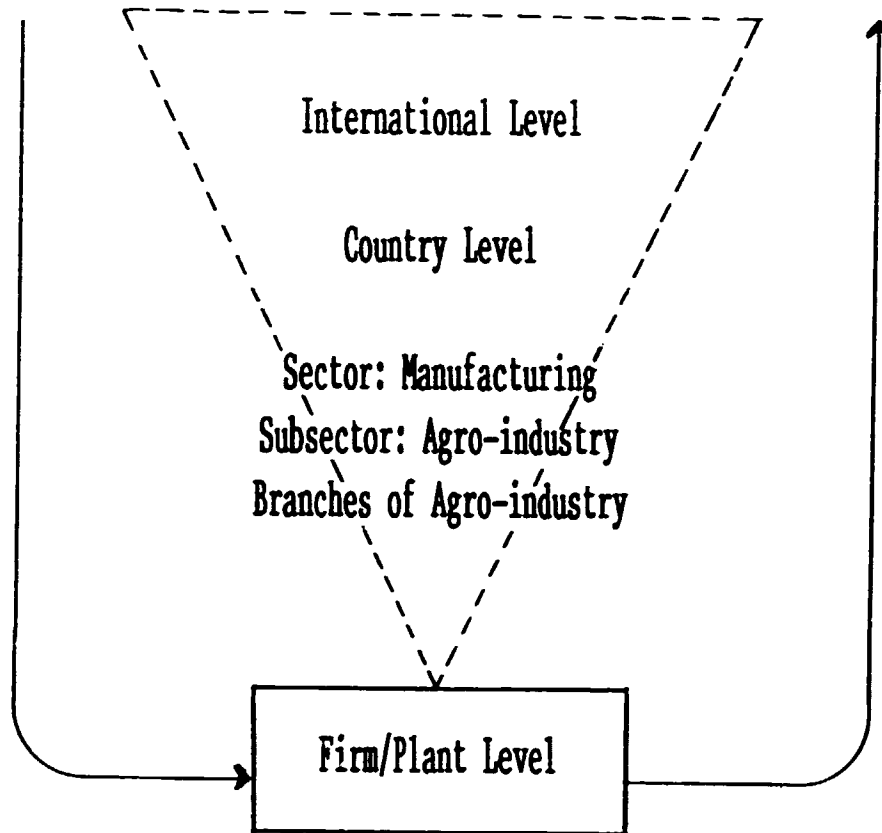 International Level
Country Level
Sector: Manufacturing
Subsector: Agro-industry
Branches of Agro-industry
Firm/Plant Level